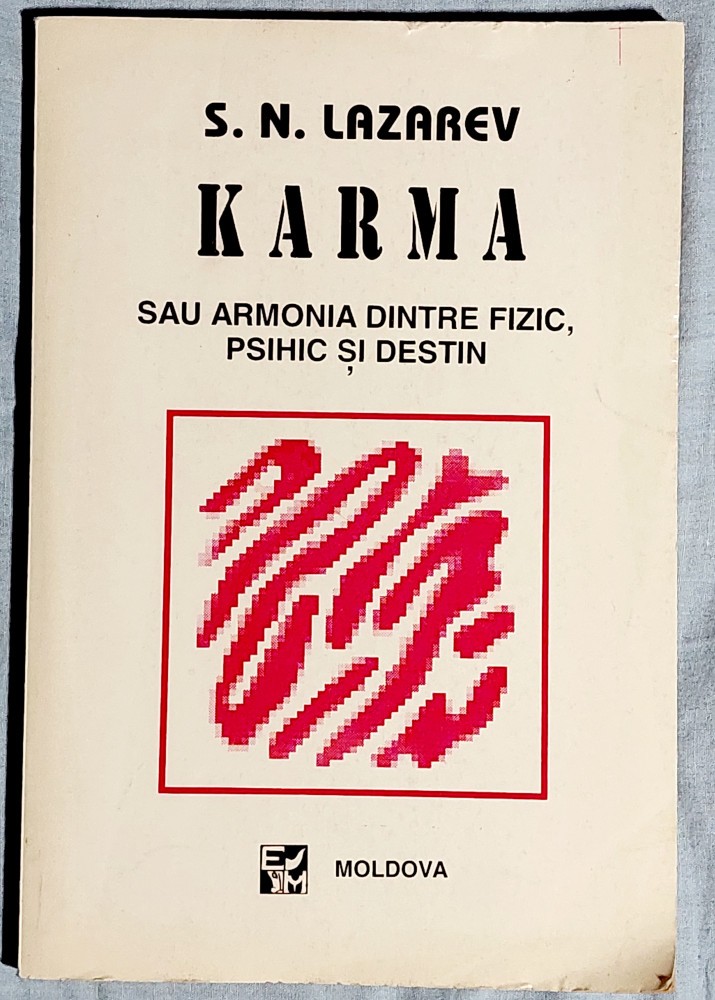 S. N. LAZAREV
KARMA
SAU ARMONIA DINTRE FIZIC,
PSIHIC ȘI DESTIN
E
M
MOLDOVA